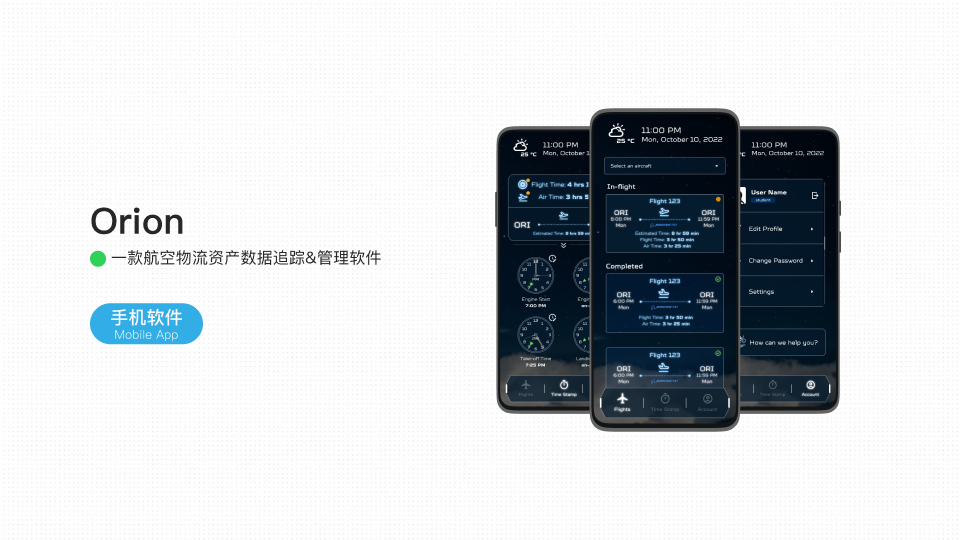 Orion
一款航空物流资产数据追踪&管理软件
手机软件
Mobile App
25 °C
11:00 PM
Mon, October 1
Flight Time: 4 hrs
Air Time: 3 hrs 5
ORI
Estimated Time: 8 hr 59
Engine Start
7:00 PM
Take-off Time
7:25 PM
Flights
Time Stamp
25 °C
11:00 PM
Mon, October 10, 2022
Select an aircraft
In-flight
Flight 123
ORI
6:00 PM
Mon
ORI
11:59 PM
Mon
Estimated Time: 8 hr 59 min
Flight Time: 3 hr 50 min
Air Time: 3 hr 25 min
Completed
Flight 123
ORI
6:00 PM
Mon
ORI
11:59 PM
Mon
Flight Time: 3 hr 50 min
Air Time: 3 hr 25 min
Flight 123
ORI
6:00 PM
Mon
ORI
11:59 PM
Mon
Flights
Time Stamp
Account
°C
11:00 PM
Mon, October 10, 2022
User Name
student
Edit Profile
Change Password
Settings
How can we help you?
Time Stamp
Account